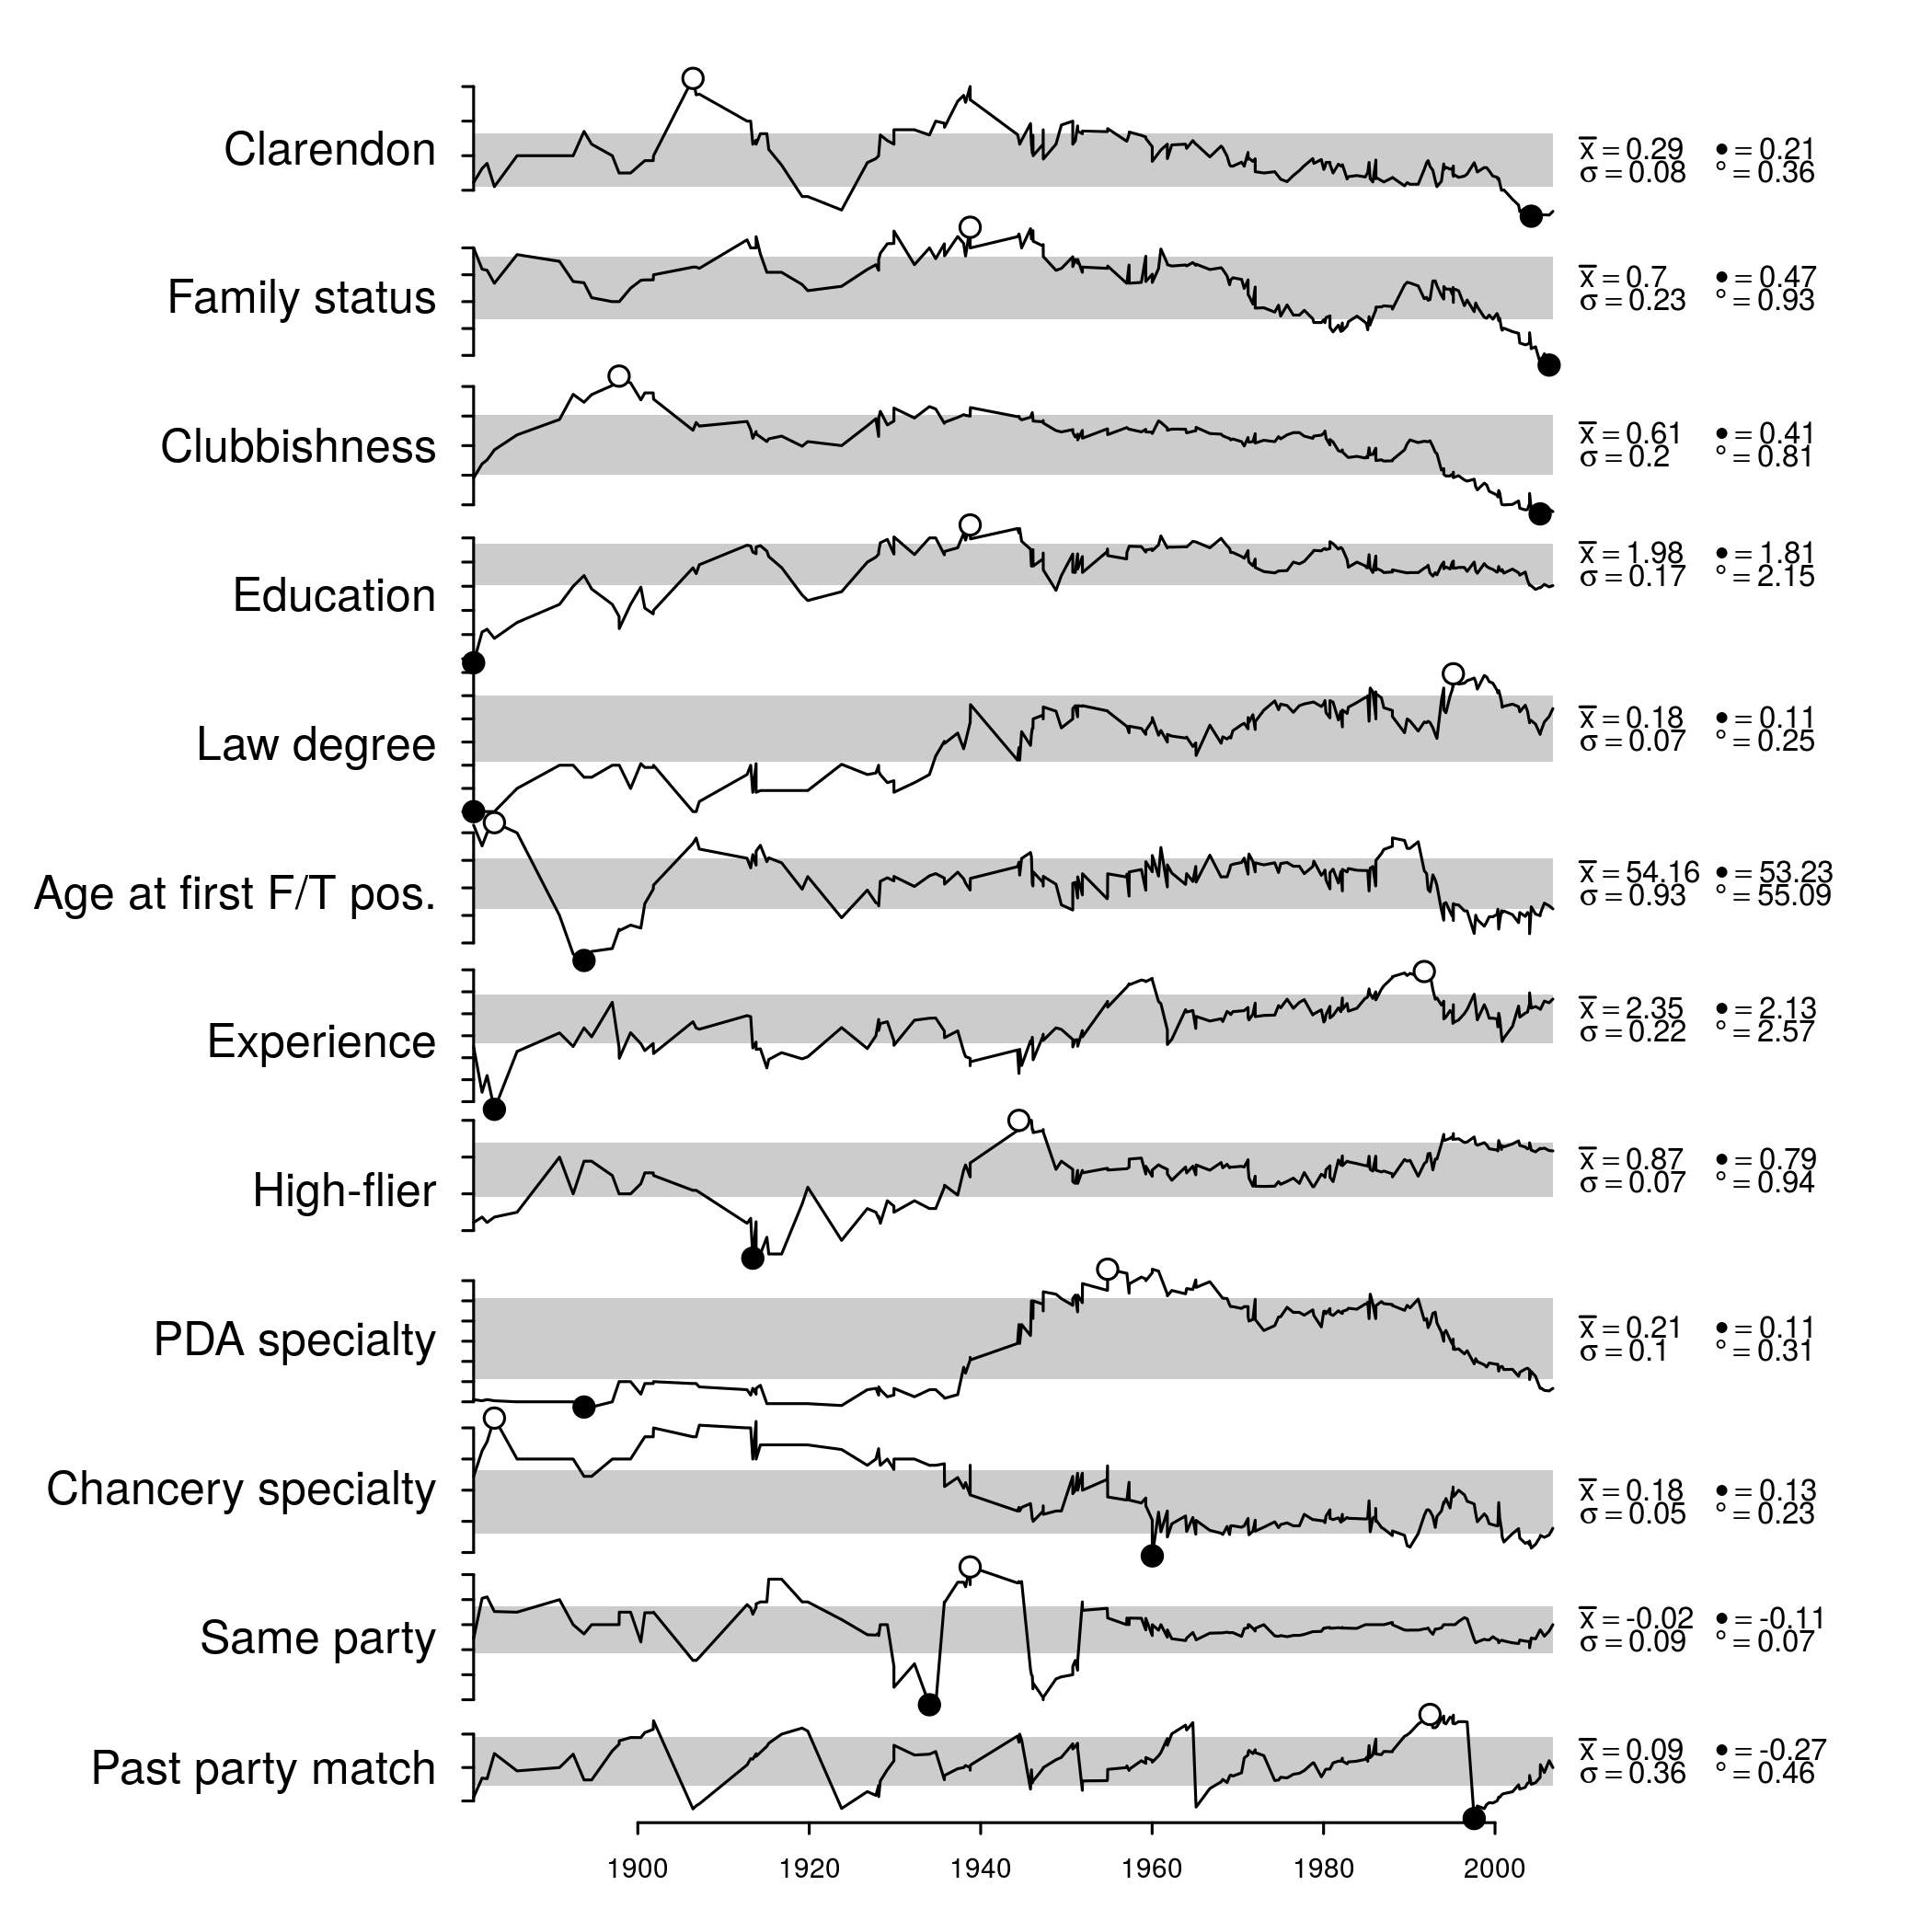 Clarendon
x̅ = 0.29 • = 0.21
σ = 0.08 ° = 0.36
Family status
x̅ = 0.7 • = 0.47
σ = 0.23 ° = 0.93
Clubbishness
x̅ = 0.61 • = 0.41
σ = 0.2 ° = 0.81
Education
x̅ = 1.98 • = 1.81
σ = 0.17 ° = 2.15
Law degree
x̅ = 0.18 • = 0.11
σ = 0.07 ° = 0.25
Age at first F/T pos.
x̅ = 54.16 • = 53.23
σ = 0.93 ° = 55.09
Experience
x̅ = 2.35 • = 2.13
σ = 0.22 ° = 2.57
High-flier
x̅ = 0.87 • = 0.79
σ = 0.07 ° = 0.94
PDA specialty
x̅ = 0.21 • = 0.11
σ = 0.1 ° = 0.31
Chancery specialty
x̅ = 0.18 • = 0.13
σ = 0.05 ° = 0.23
Same party
x̅ = -0.02 • = -0.11
σ = 0.09 ° = 0.07
Past party match
x̅ = 0.09 • = -0.27
σ = 0.36 ° = 0.46
1900 1920 1940 1960 1980 2000